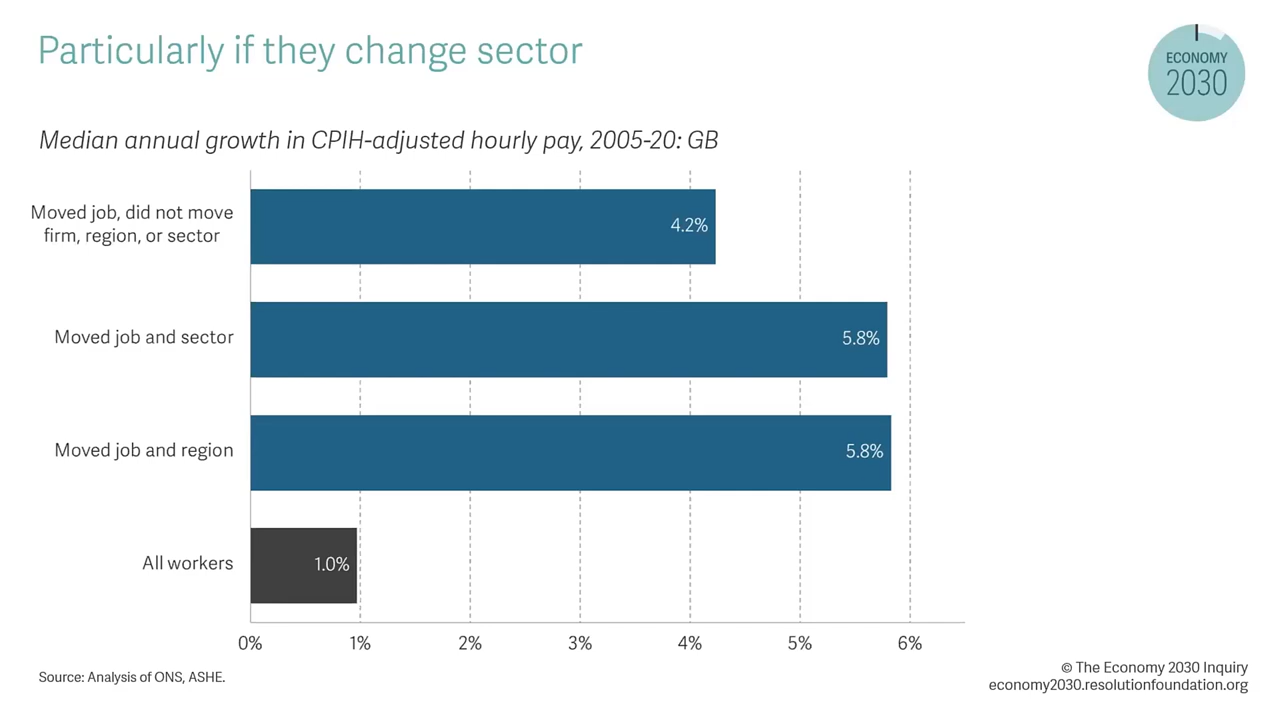 Particularly if they change sector
ECONOMY
2030
Median annual growth in CPIH-adjusted hourly pay, 2005-20: GB
Moved job, did not move
firm, region, or sector
4.2%
Moved job and sector
5.8%
Moved job and region
5.8%
All workers
1.0%
0% 1% 2% 3% 4% 5% 6%
Source: Analysis of ONS, ASHE.
© The Economy 2030 Inquiry
economy2030.resolutionfoundation.org